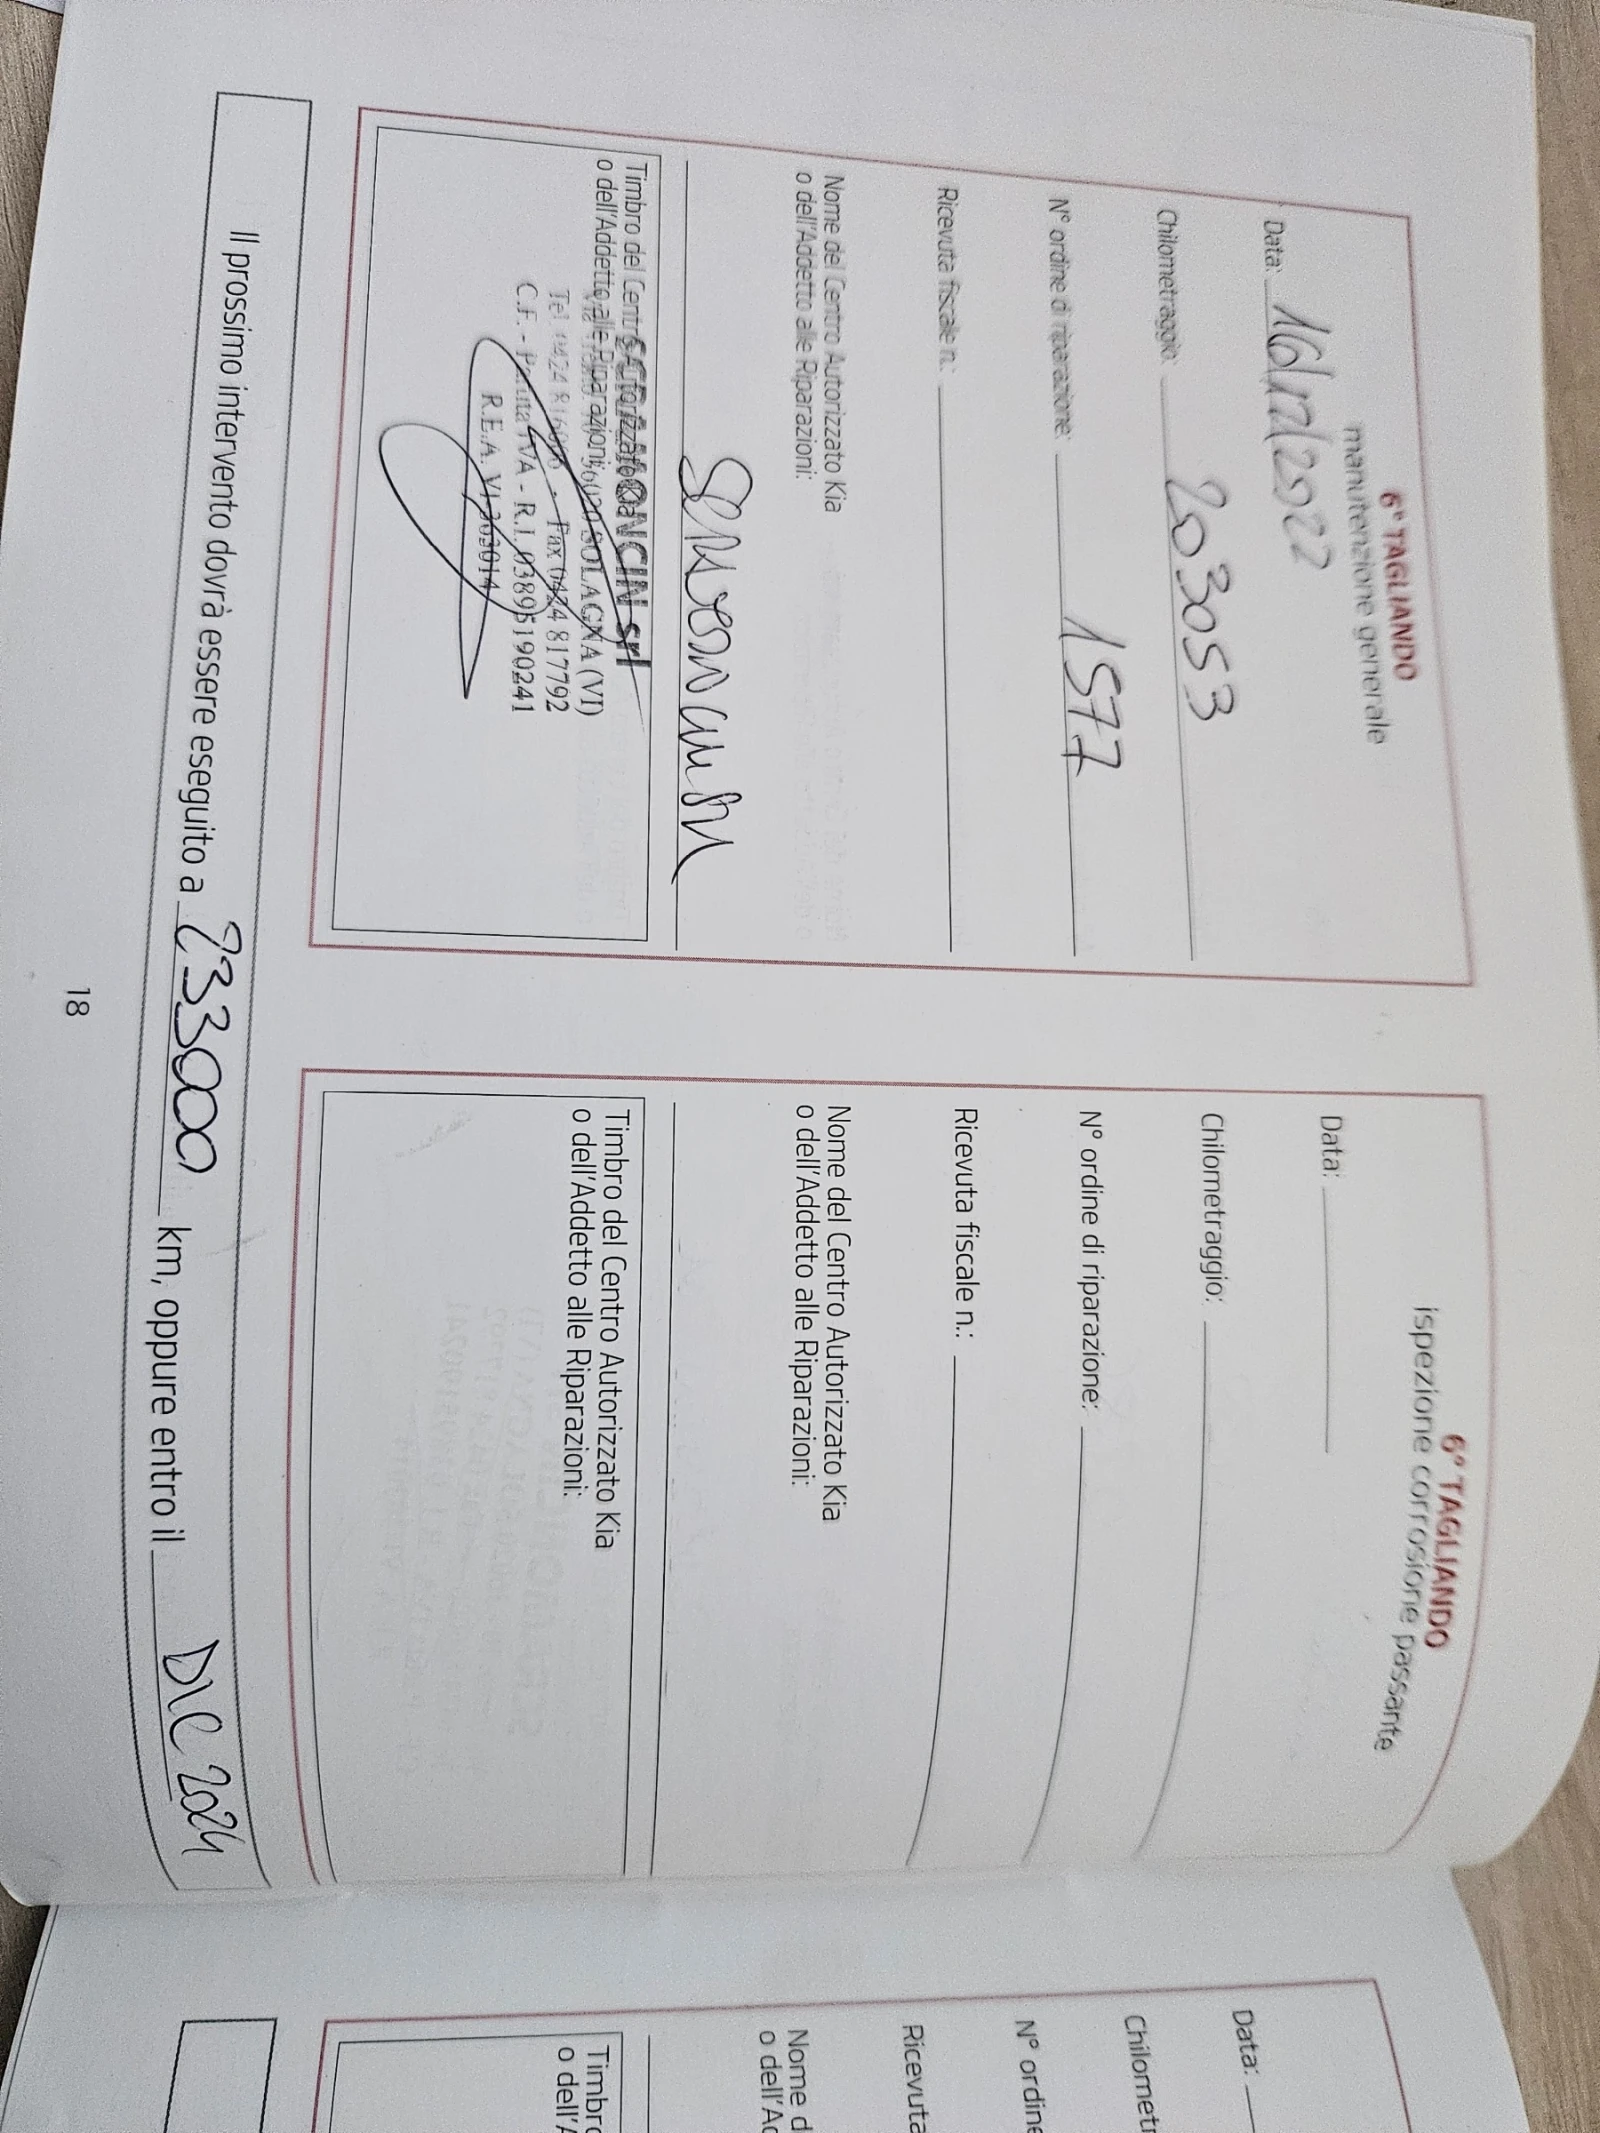 6° TAGLIANDO
manutenzione generale
Data: 16/12/2022
Chilometraggio: 203053
N° ordine di riparazione: 1577
Ricevuta fiscale n.:
Nome del Centro Autorizzato Kia
o dell'Addetto alle Riparazioni:
Timbro del Centro Autorizzato Kia
o dell'Addetto alle Riparazioni:
SOLAGNA (VI)
Tel. 0424 816006 - Fax 0424 817792
C.F. - Partita IVA - R.I. 03895190241
R.E.A. VI 363014
6° TAGLIANDO
ispezione corrosione passante
Data:
Chilometraggio:
N° ordine di riparazione:
Ricevuta fiscale n.:
Nome del Centro Autorizzato Kia
o dell'Addetto alle Riparazioni:
Timbro del Centro Autorizzato Kia
o dell'Addetto alle Riparazioni:
Il prossimo intervento dovrà essere eseguito a 233000 km, oppure entro il DIC 2024
18
Data:
Chilomet
N° ordine
Ricevuta
Nome d
o dell'Ad
Timbro
o dell'A